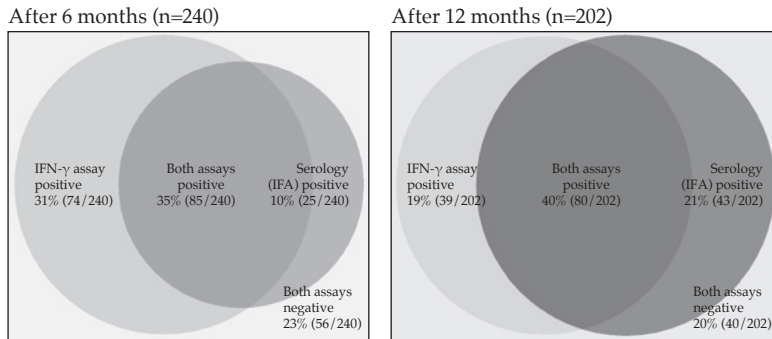 After 6 months (n=240)
IFN-γ assay
positive
31% (74/240)
Both assays
positive
35% (85/240)
Serology
(IFA) positive
10% (25/240)
Both assays
negative
23% (56/240)
After 12 months (n=202)
IFN-γ assay
positive
19% (39/202)
Both assays
positive
40% (80/202)
Serology
(IFA) positive
21% (43/202)
Both assays
negative
20% (40/202)